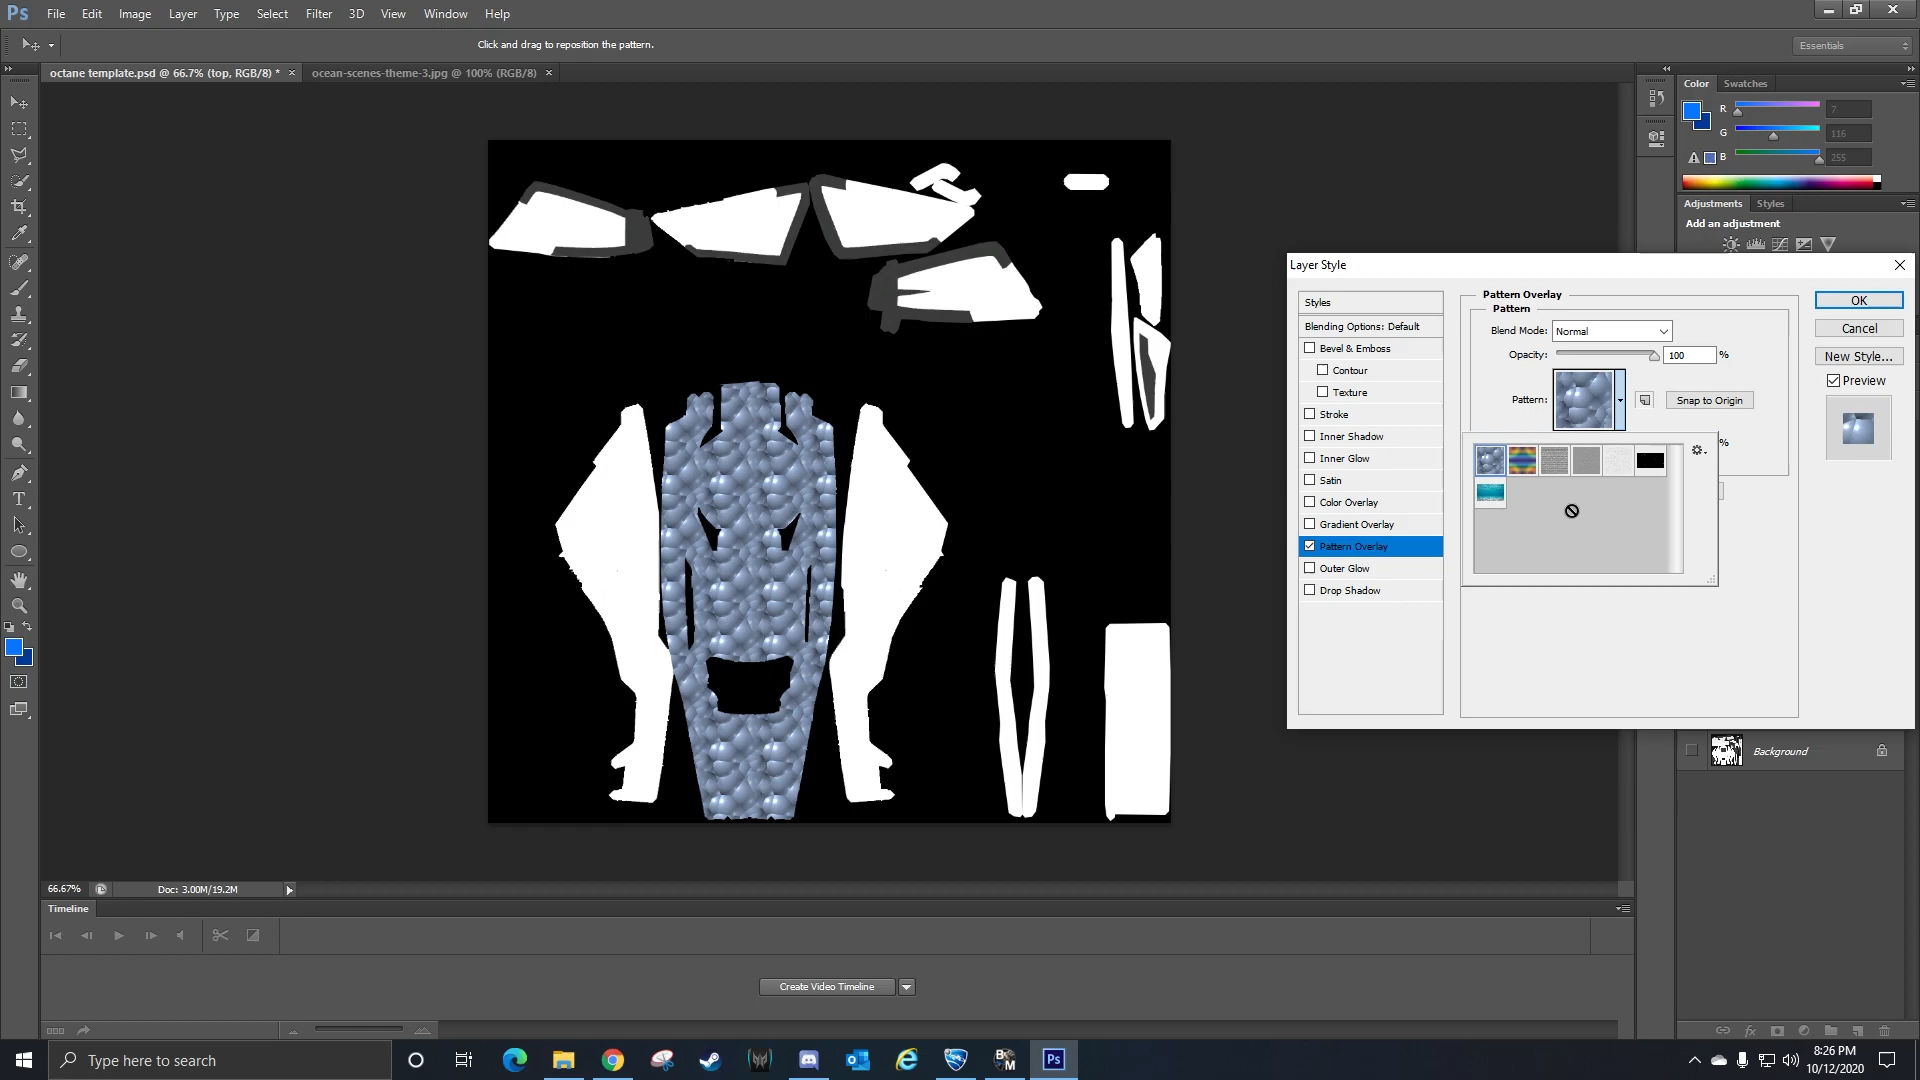 Ps File Edit Image Layer Type Select Filter 3D View Window Help
Click and drag to reposition the pattern.
Essentials
octane template.psd @ 66.7% (top, RGB/8) * ×
ocean-scenes-theme-3.jpg @ 100% (RGB/8) ×
Color Swatches
R 7
G 116
B 255
Adjustments Styles
Add an adjustment
Layer Style
Styles
Blending Options: Default
Bevel & Emboss
Contour
Texture
Stroke
Inner Shadow
Inner Glow
Satin
Color Overlay
Gradient Overlay
Pattern Overlay
Outer Glow
Drop Shadow
Pattern Overlay
Pattern
Blend Mode: Normal
Opacity: 100 %
Pattern:
Snap to Origin
%
OK
Cancel
New Style...
Preview
Background
66.67% Doc: 3.00M/19.2M
Timeline
Create Video Timeline
Type here to search
Ps
8:26 PM
10/12/2020